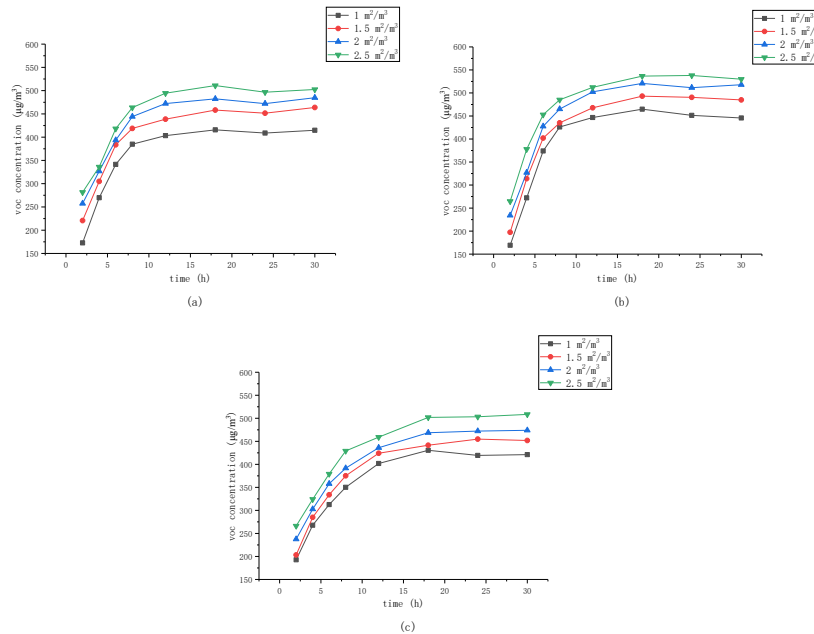 1 m²/m³
1.5 m²/m³
2 m²/m³
2.5 m²/m³
600
550
500
450
400
350
300
250
200
150
voc concentration (μg/m³)
0 5 10 15 20 25 30
time (h)
(a)
1 m²/m³
1.5 m²/m³
2 m²/m³
2.5 m²/
600
550
500
450
400
350
300
250
200
150
voc concentration (μg/m³)
0 5 10 15 20 25 30
time (h)
(b)
1 m²/m³
1.5 m²/m³
2 m²/m³
2.5 m²/m³
600
550
500
450
400
350
300
250
200
150
voc concentration (μg/m³)
0 5 10 15 20 25 30
time (h)
(c)